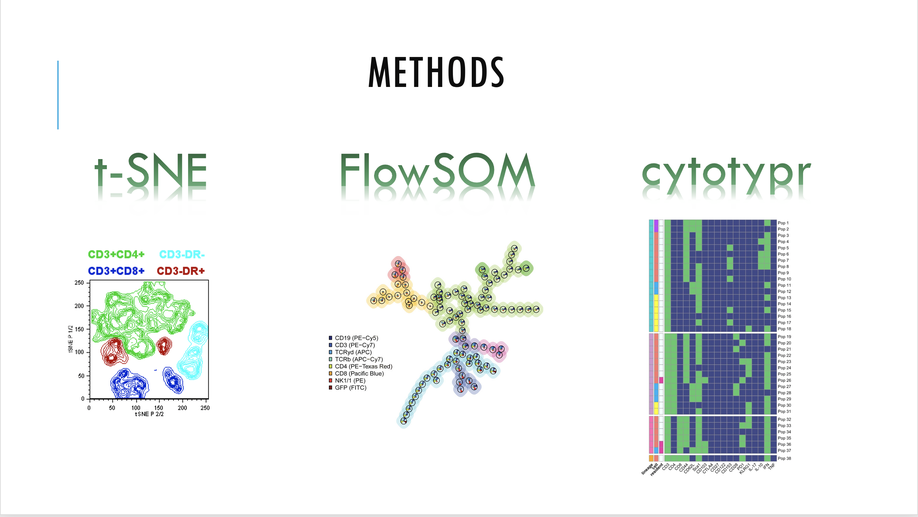 METHODS
t-SNE
FlowSOM
cytotypr
CD3+CD4+ CD3-DR-
CD3+CD8+ CD3-DR+
250
200
150
100
50
0
tSNE P 1/2
0 50 100 150 200 250
tSNE P 2/2
CD19 (PE-Cy5)
CD3 (PE-Cy7)
TCRyd (APC)
TCRb (APC-Cy7)
CD4 (PE-Texas Red)
CD8 (Pacific Blue)
NK1/1 (PE)
GFP (FITC)
Pop 1
Pop 2
Pop 3
Pop 4
Pop 5
Pop 6
Pop 7
Pop 8
Pop 9
Pop 10
Pop 11
Pop 12
Pop 13
Pop 14
Pop 15
Pop 16
Pop 17
Pop 18
Pop 19
Pop 20
Pop 21
Pop 22
Pop 23
Pop 24
Pop 25
Pop 26
Pop 27
Pop 28
Pop 29
Pop 30
Pop 31
Pop 32
Pop 33
Pop 34
Pop 35
Pop 36
Pop 37
Pop 38